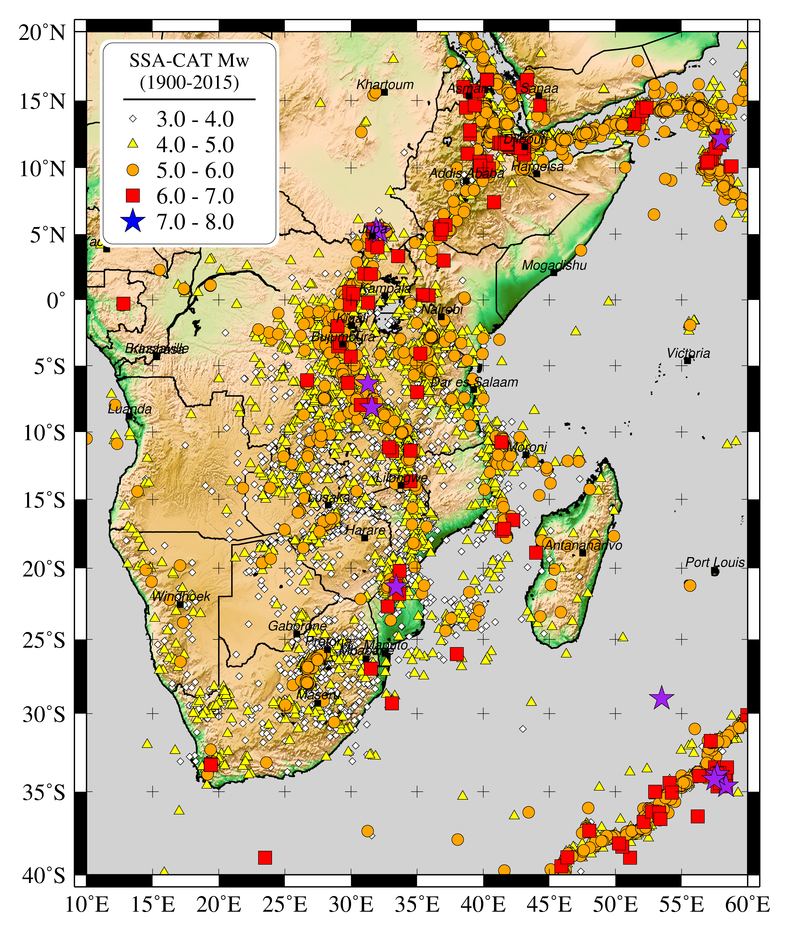 SSA-CAT Mw
(1900-2015)
3.0 - 4.0
4.0 - 5.0
5.0 - 6.0
6.0 - 7.0
7.0 - 8.0
20°N
15°N
10°N
5°N
0°
5°S
10°S
15°S
20°S
25°S
30°S
35°S
40°S
10°E
15°E
20°E
25°E
30°E
35°E
40°E
45°E
50°E
55°E
60°E
Khartoum
Asmara
Sanaa
Djibouti
Addis Ababa
Hargeisa
Juba
Mogadishu
Kampala
Nairobi
Kigali
Bujumbura
Kinshasa
Victoria
Dar es Salaam
Luanda
Moroni
Lilongwe
Lusaka
Harare
Antananarivo
Port Louis
Windhoek
Gaborone
Pretoria
Maputo
Mbabane
Maseru